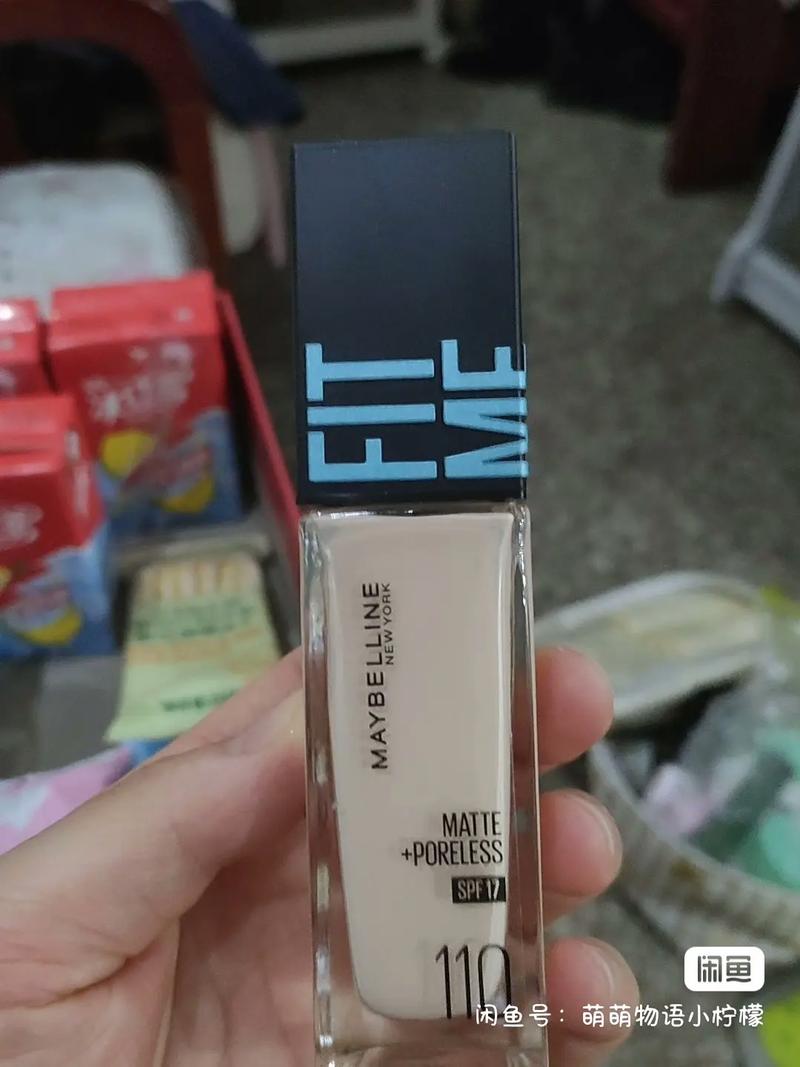 FIT
ME
MAYBELLINE
NEW YORK
MATTE
+PORELESS
SPF 17
110
闲鱼
闲鱼号：萌萌物语小柠檬